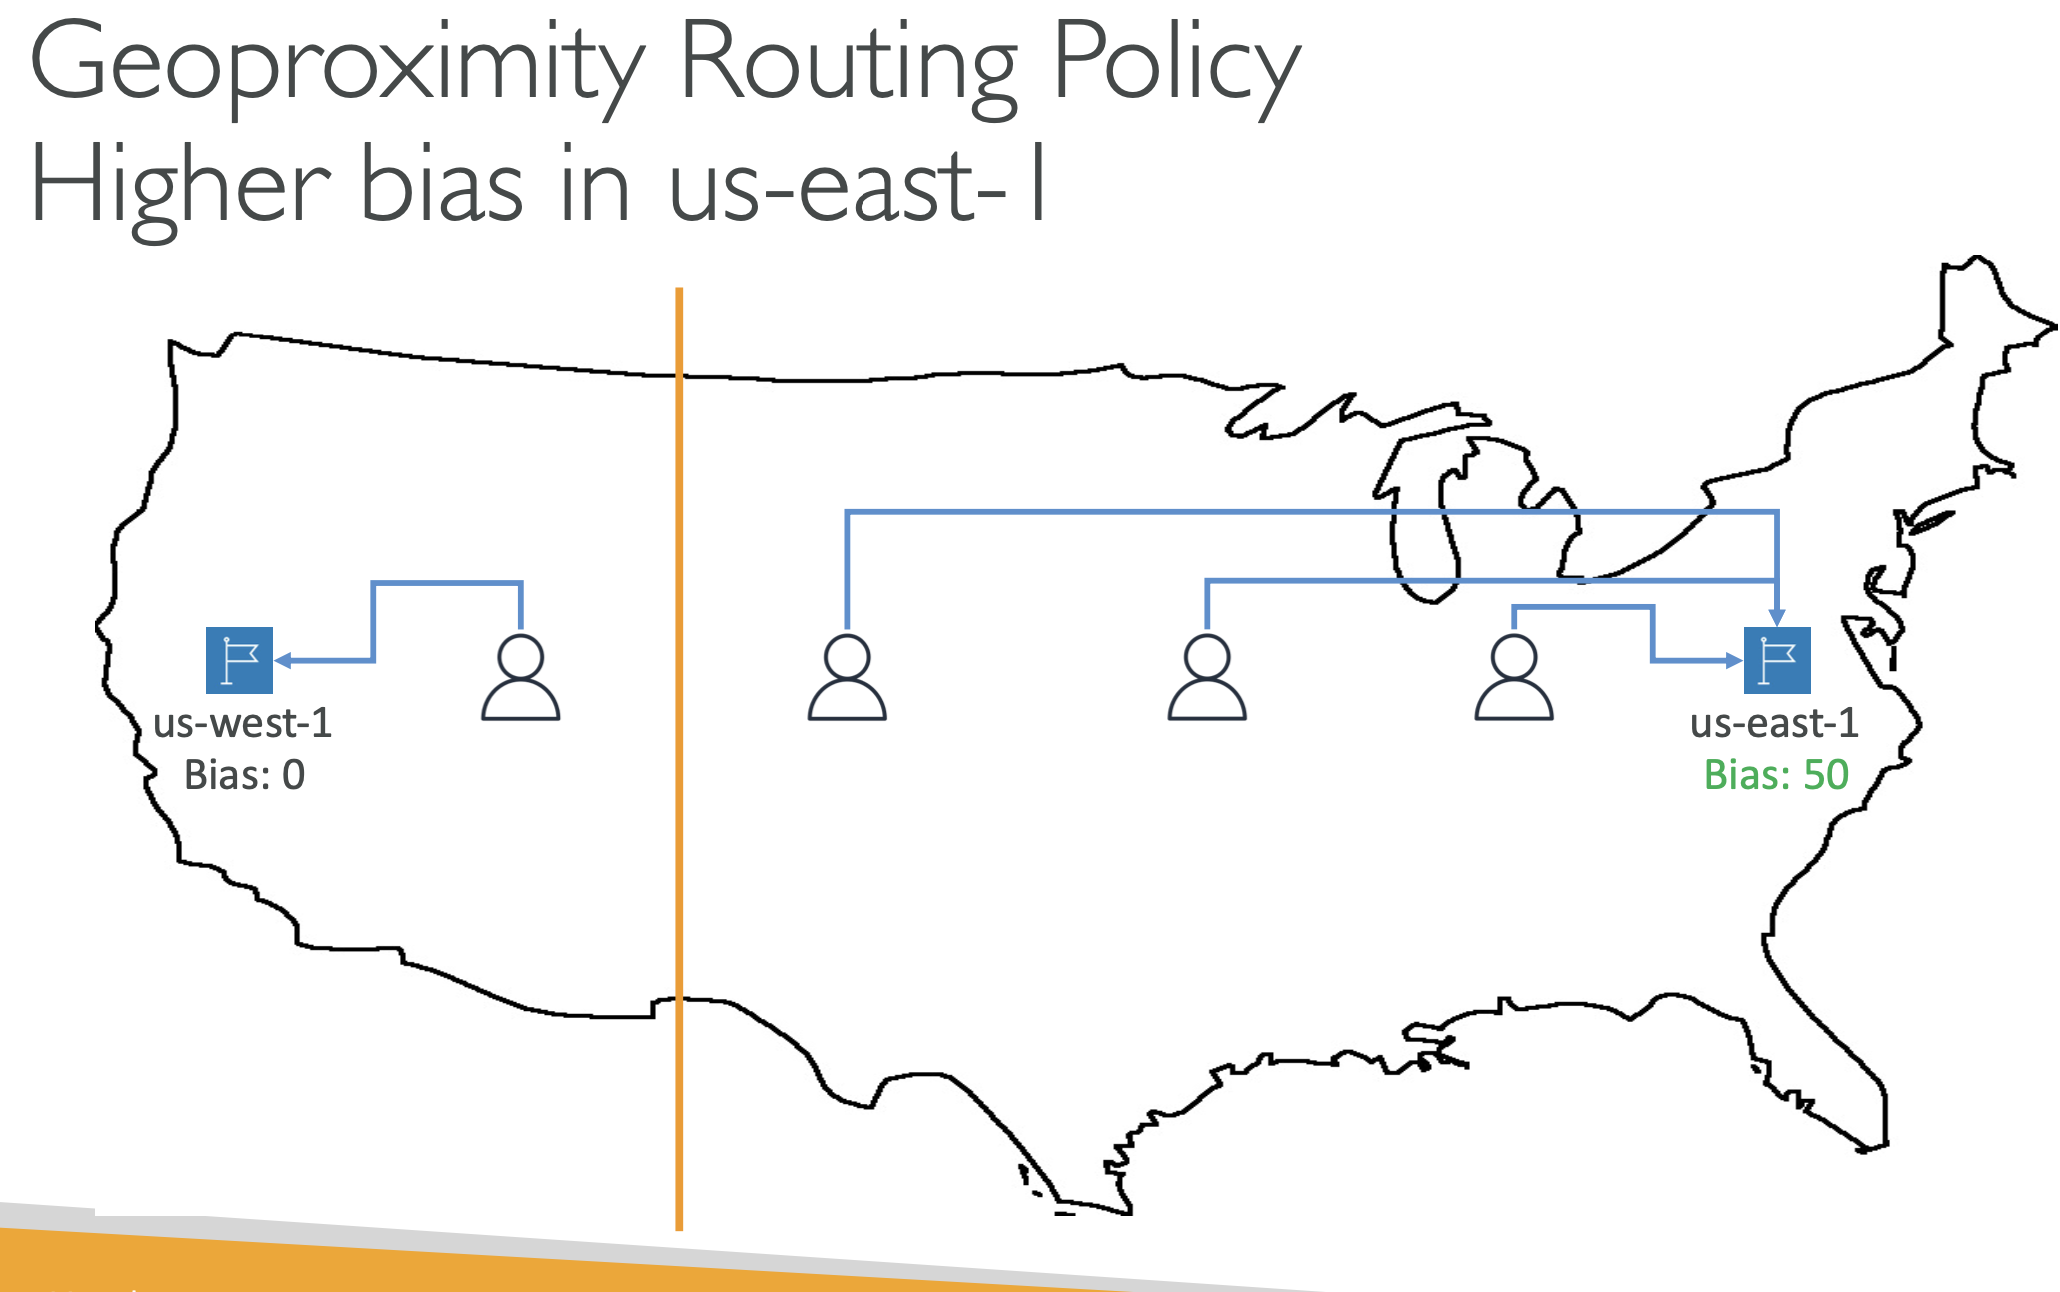 Geoproximity Routing Policy
Higher bias in us-east-1
us-west-1
Bias: 0
us-east-1
Bias: 50